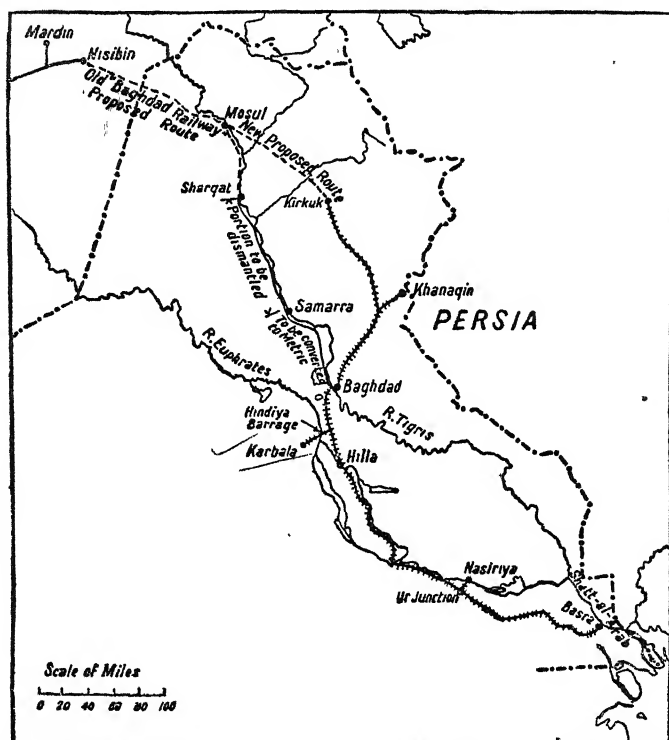 Mardin
Nisibin
Old Baghdad Railways
Proposed Route
Mosul
New Proposed Route
Sharqat
Kirkuk
Portion to be
dismantled
Khanaqin
Samarra
PERSIA
To be converted
to Metric
R. Euphrates
Baghdad
R. Tigris
Hindiya
Barrage
Karbala
Hilla
Nasiriya
Ur Junction
Shatt-al-Arab
Basra
Scale of Miles
0 20 40 60 80 100